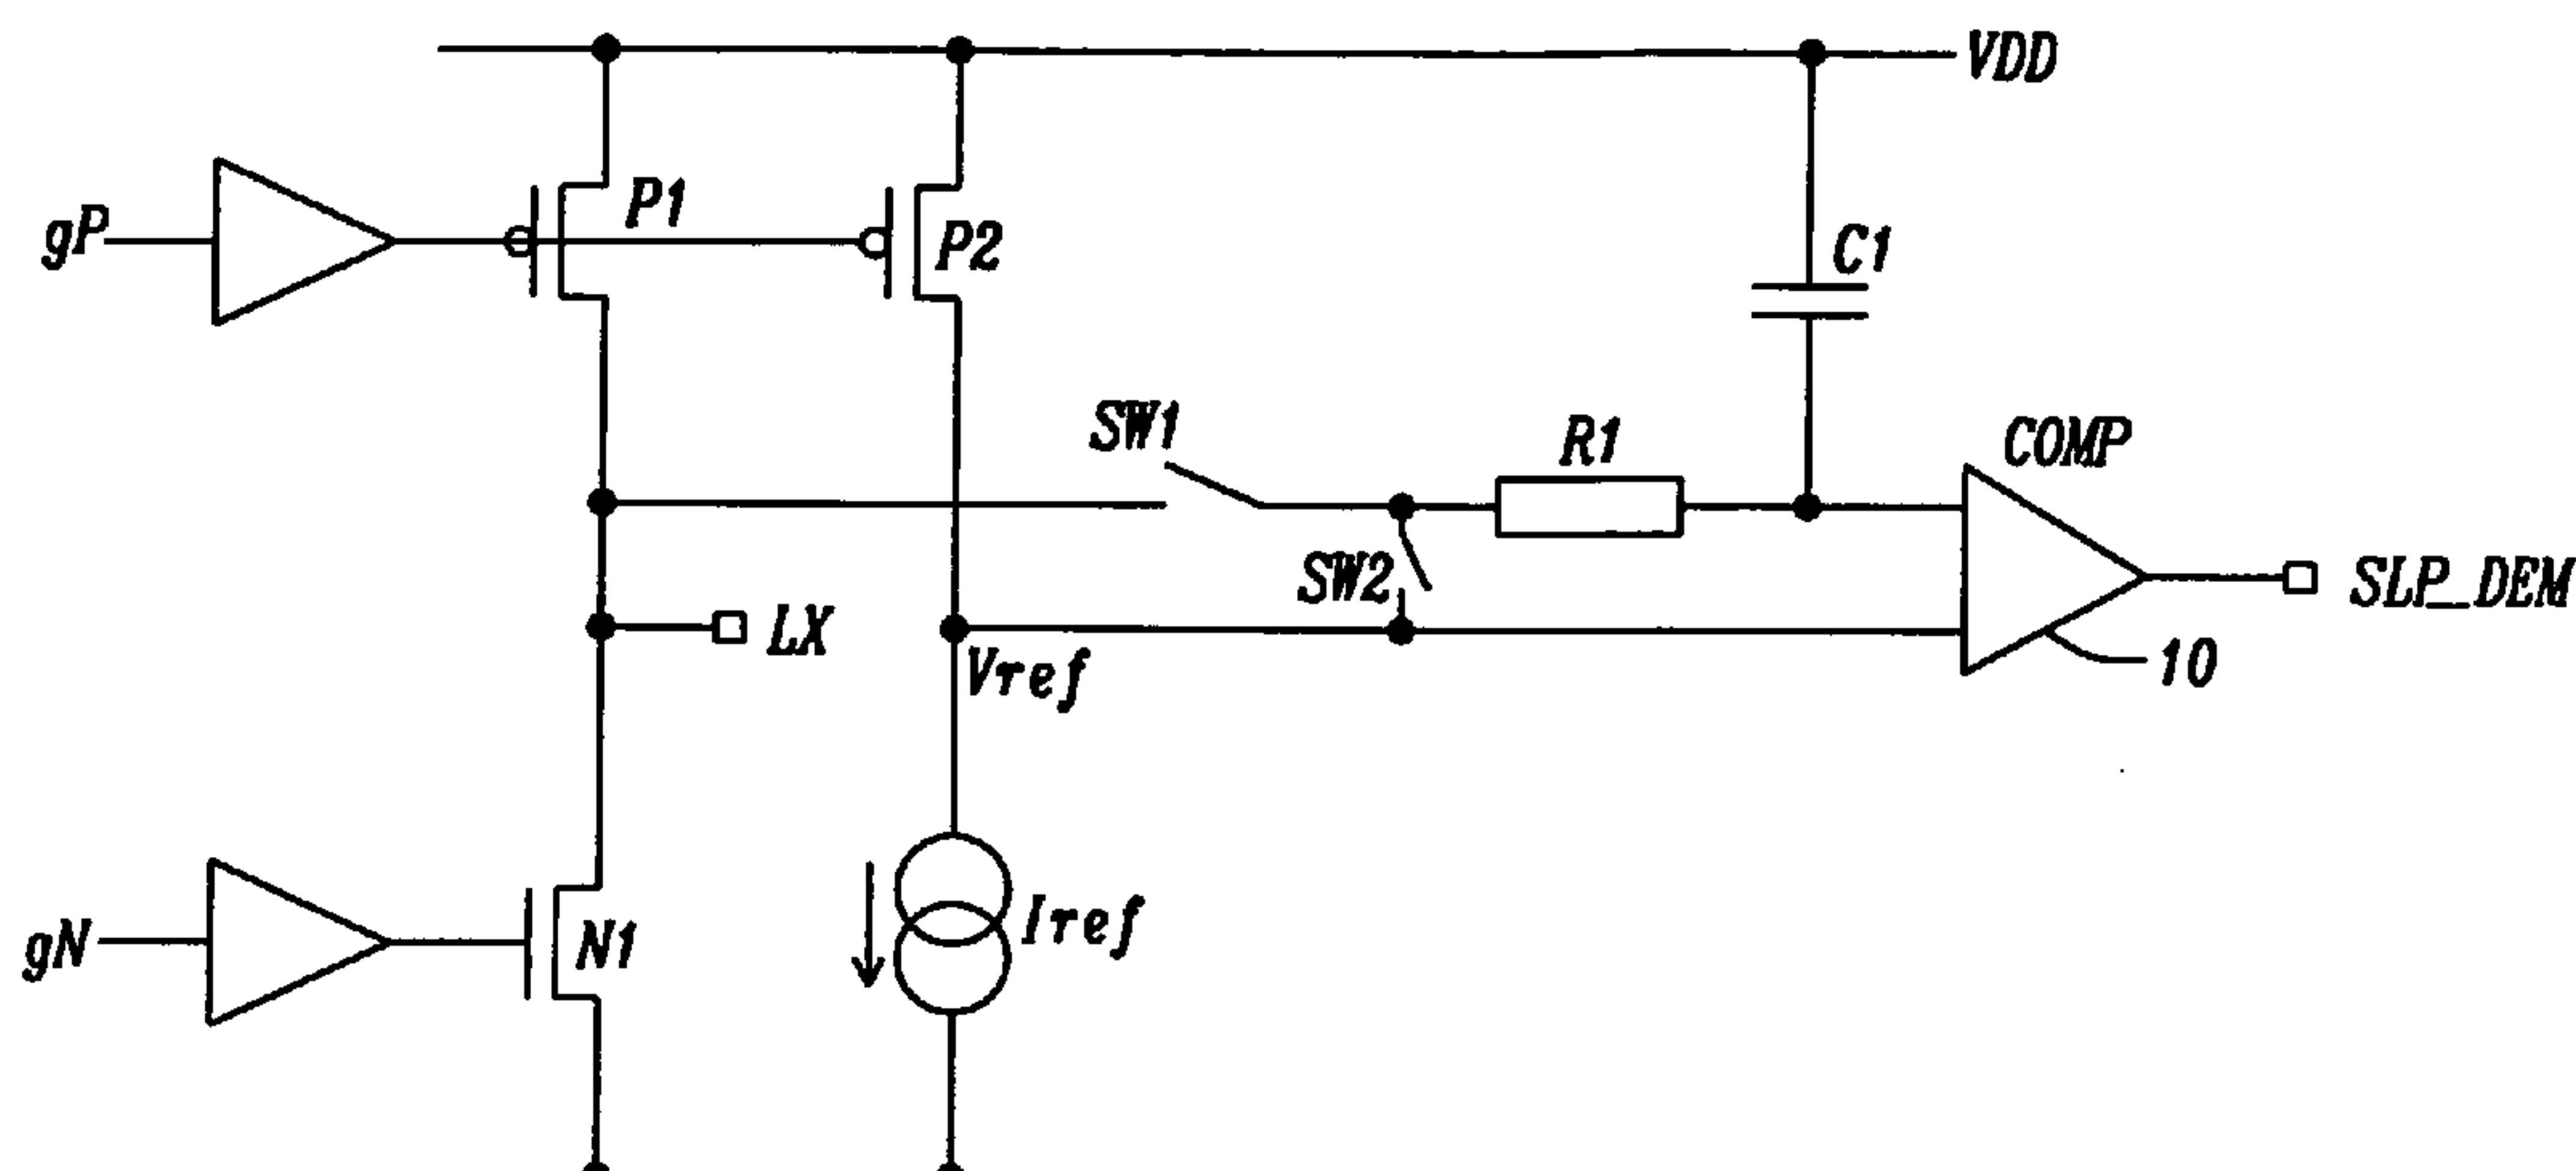 VDD
gP
P1
P2
C1
SW1
R1
COMP
SW2
SLP_DEM
LX
Vref
10
gN
N1
Iref